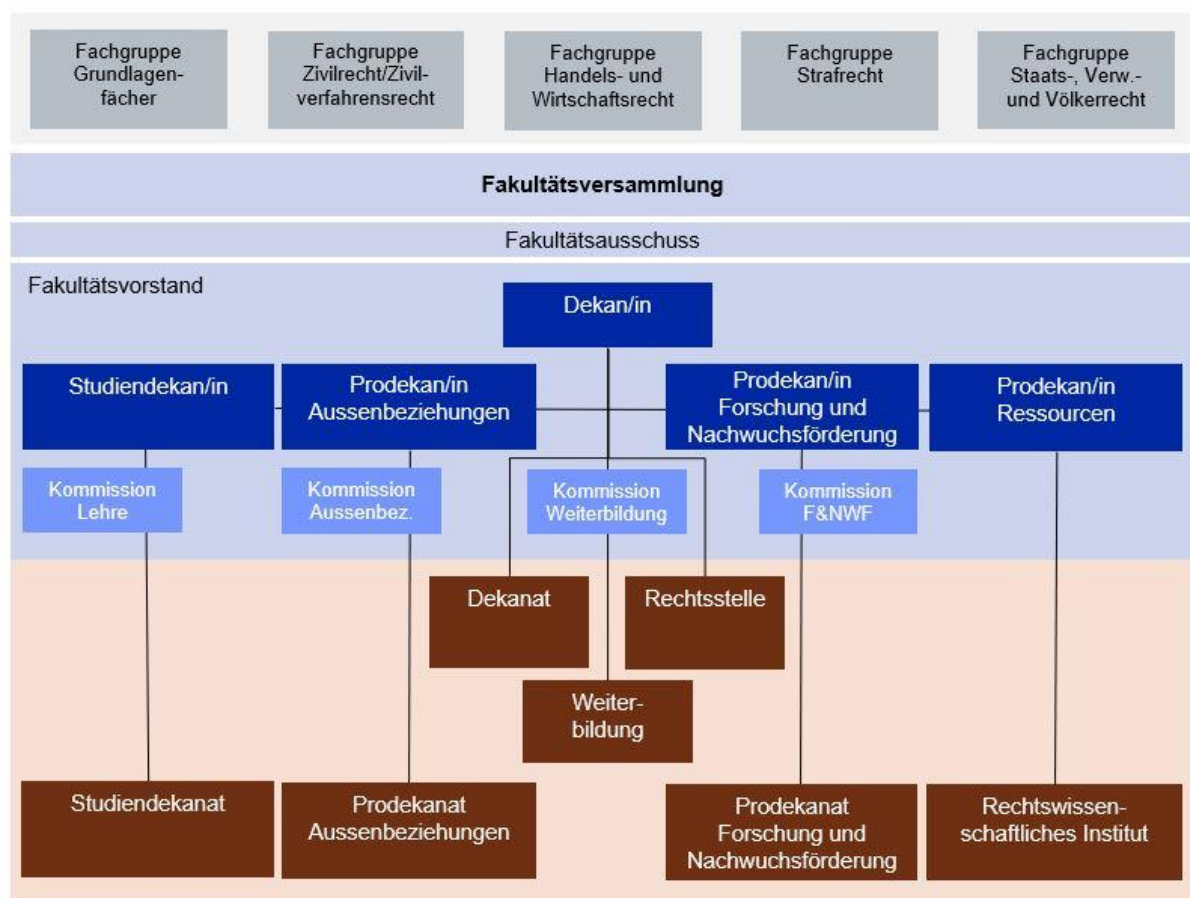 Fachgruppe
Grundlagen-
fächer
Fachgruppe
Zivilrecht/Zivil-
verfahrensrecht
Fachgruppe
Handels- und
Wirtschaftsrecht
Fachgruppe
Strafrecht
Fachgruppe
Staats-, Verw.-
und Völkerrecht
Fakultätsversammlung
Fakultätsausschuss
Fakultätsvorstand
Dekan/in
Studiendekan/in
Prodekan/in
Aussenbeziehungen
Prodekan/in
Forschung und
Nachwuchsförderung
Prodekan/in
Ressourcen
Kommission
Lehre
Kommission
Aussenbez.
Kommission
Weiterbildung
Kommission
F&NWF
Dekanat
Rechtsstelle
Weiter-
bildung
Studiendekanat
Prodekanat
Aussenbeziehungen
Prodekanat
Forschung und
Nachwuchsförderung
Rechtswissen-
schaftliches Institut